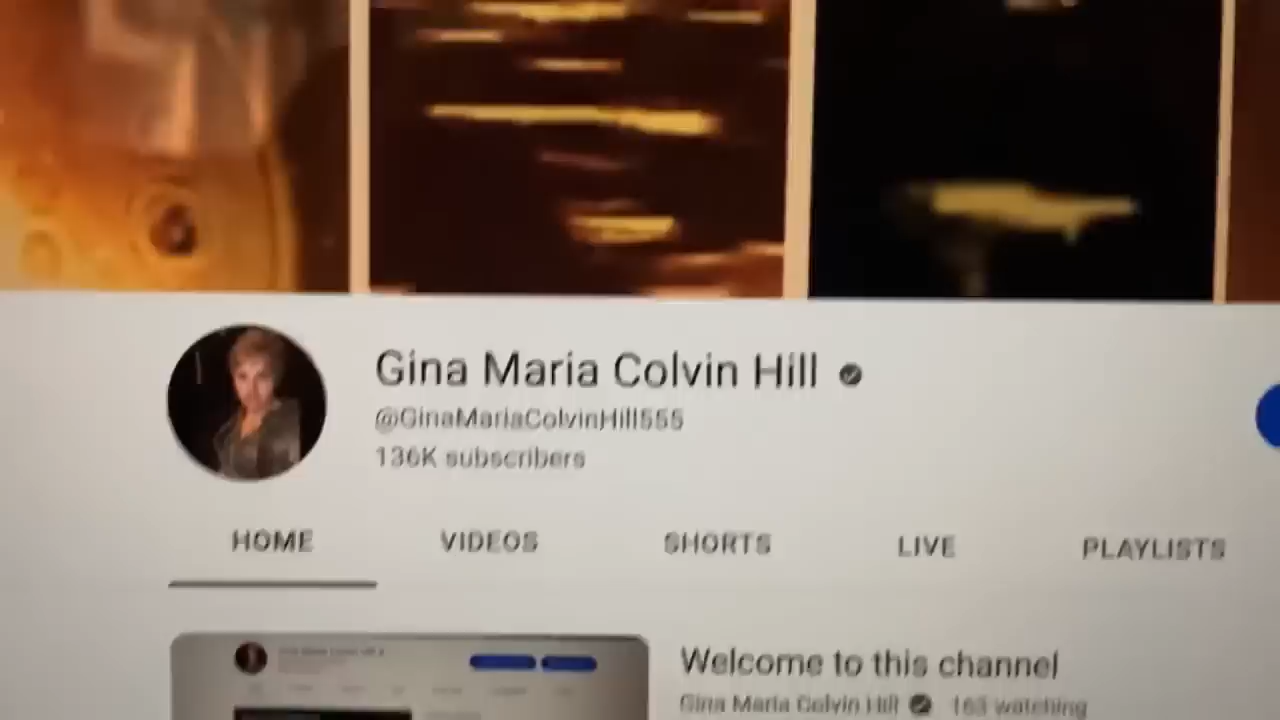 Gina Maria Colvin Hill
@GinaMariaColvinHill555
136K subscribers
HOME VIDEOS SHORTS LIVE PLAYLISTS
Welcome to this channel
Gina Maria Colvin Hill 163 watching